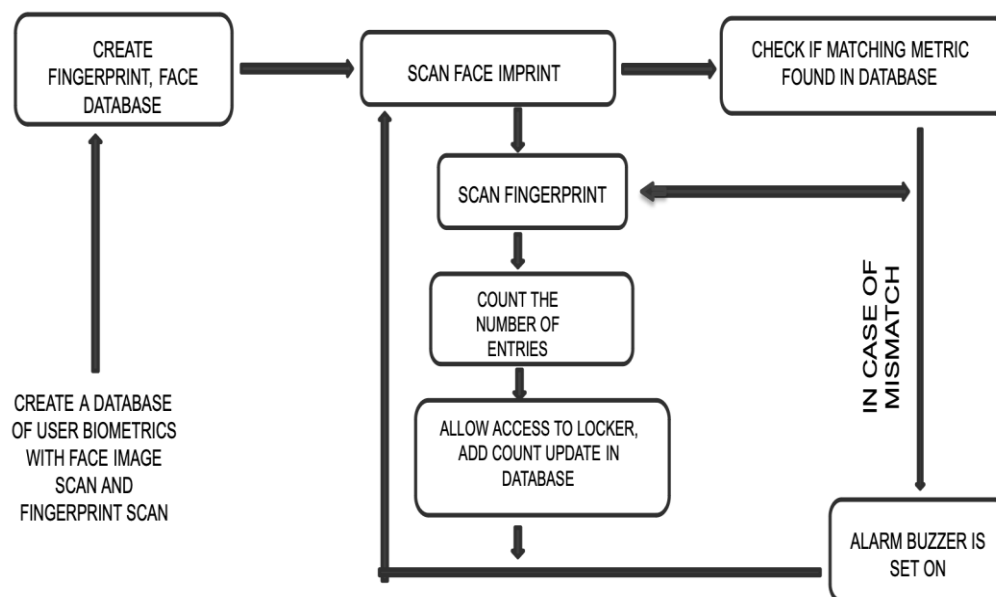 CREATE
FINGERPRINT, FACE
DATABASE
SCAN FACE IMPRINT
CHECK IF MATCHING METRIC
FOUND IN DATABASE
SCAN FINGERPRINT
COUNT THE
NUMBER OF
ENTRIES
IN CASE OF
MISMATCH
CREATE A DATABASE
OF USER BIOMETRICS
WITH FACE IMAGE
SCAN AND
FINGERPRINT SCAN
ALLOW ACCESS TO LOCKER,
ADD COUNT UPDATE IN
DATABASE
ALARM BUZZER IS
SET ON